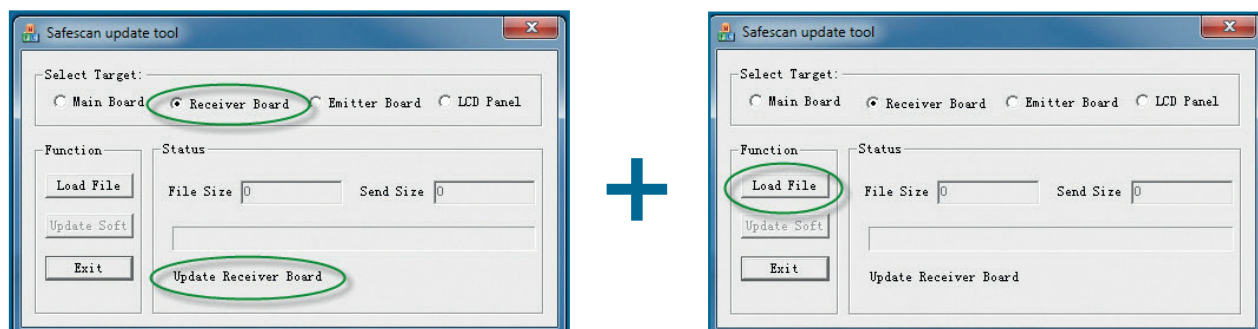 Safescan update tool
Select Target:
Main Board Receiver Board Emitter Board LCD Panel
Function
Status
Load File
File Size 0 Send Size 0
Update Soft
Exit
Update Receiver Board
+
Safescan update tool
Select Target:
Main Board Receiver Board Emitter Board LCD Panel
Function
Status
Load File
File Size 0 Send Size 0
Update Soft
Exit
Update Receiver Board